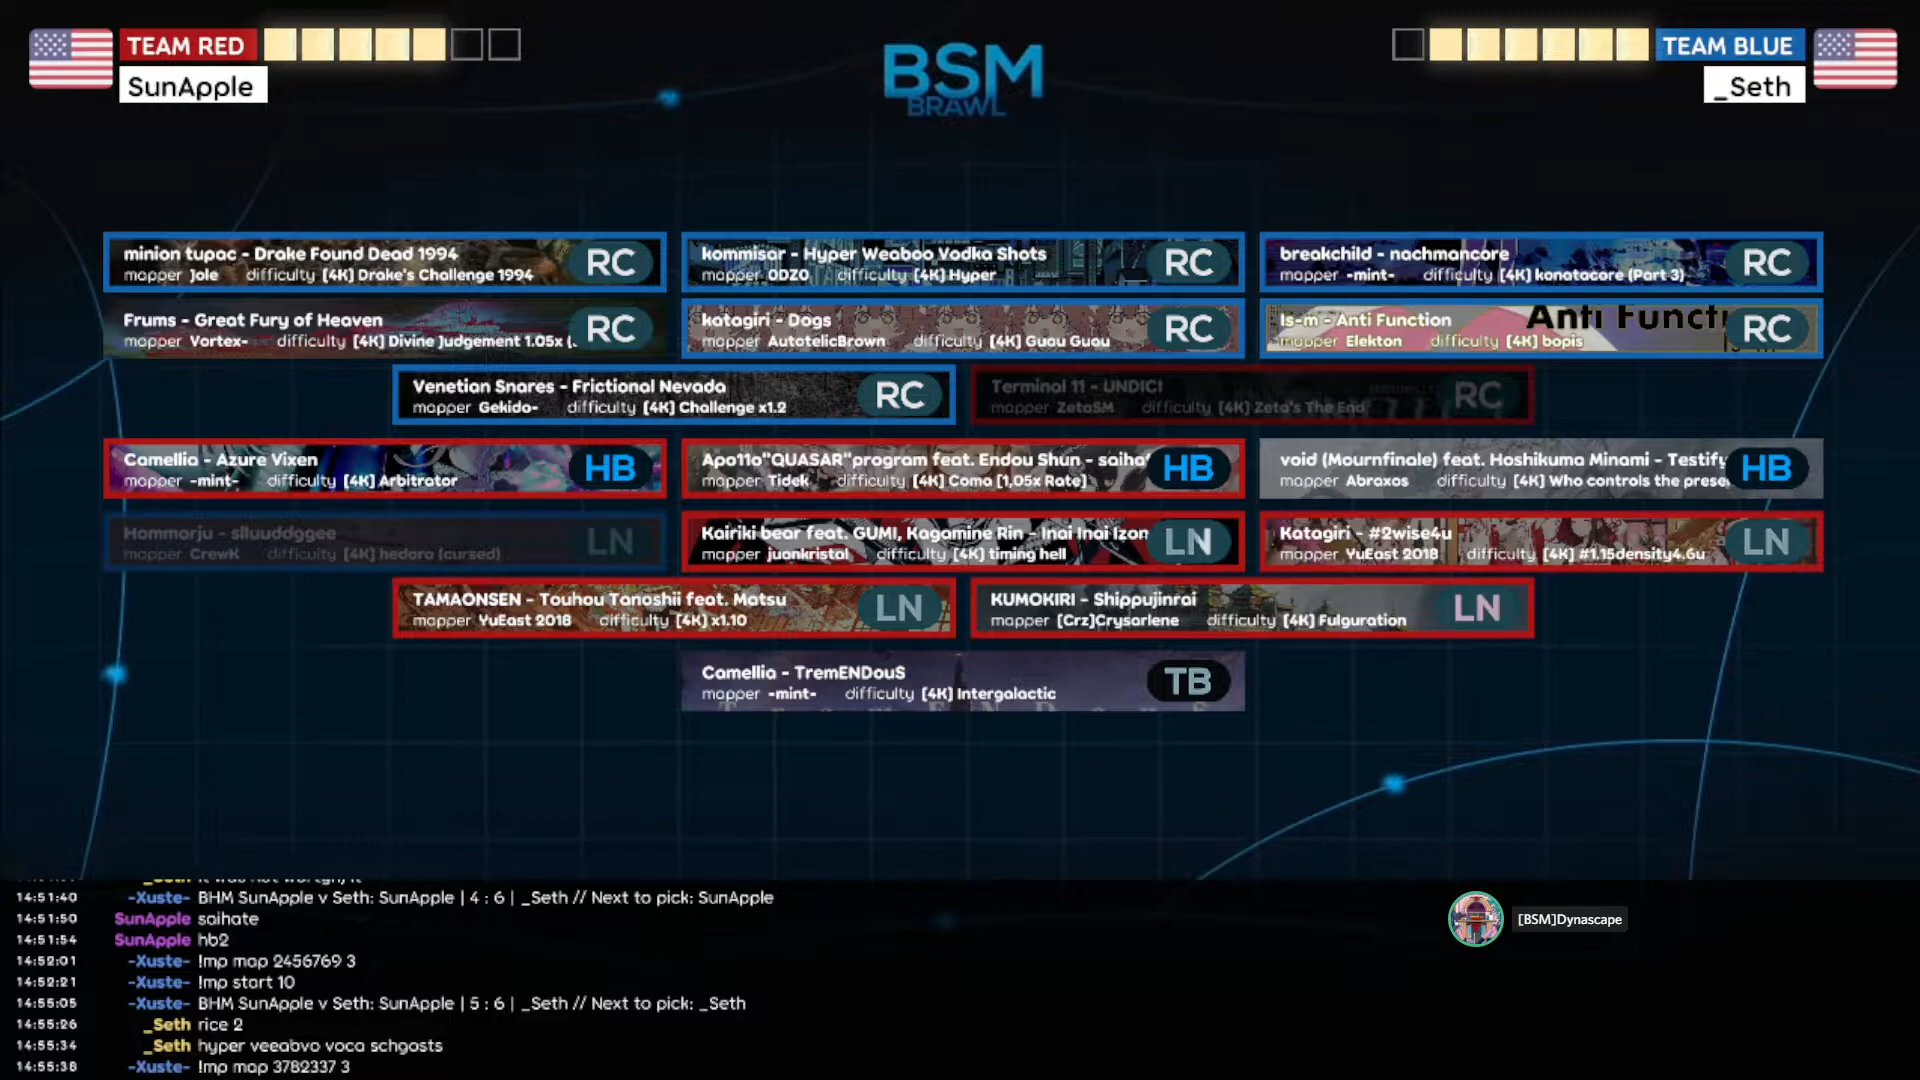 TEAM RED
SunApple
BSM
BRAWL
TEAM BLUE
_Seth
minion tupac - Drake Found Dead 1994
mapper Jole difficulty [4K] Drake's Challenge 1994
RC
kommisar - Hyper Weaboo Vodka Shots
mapper ODZO difficulty [4K] Hyper
RC
breakchild - nachmancore
mapper -mint- difficulty [4K] konatacore (Part 3)
RC
Frums - Great Fury of Heaven
mapper Vortex- difficulty [4K] Divine Judgement 1.05x (
RC
katagiri - Dogs
mapper AutotelicBrown difficulty [4K] Guau Guau
RC
ls-m - Anti Function
mapper Elekton difficulty [4K] bopis
Anti Functi
RC
Venetian Snares - Frictional Nevada
mapper Gekido- difficulty [4K] Challenge x1.2
RC
Terminal 11 - UNDICI
mapper ZetaSM difficulty [4K] Zeta's The End
RC
Camellia - Azure Vixen
mapper -mint- difficulty [4K] Arbitrator
HB
Apo11o"QUASAR"program feat. Endou Shun - saiha
mapper Tidek difficulty [4K] Coma [1,05x Rate]
HB
void (Mournfinale) feat. Hoshikuma Minami - Testify
mapper Abraxos difficulty [4K] Who controls the prese
HB
Hommarju - slluuddggee
mapper CrewK difficulty [4K] hedora (cursed)
LN
Kairiki bear feat. GUMI, Kagamine Rin - Inai Inai Izon
mapper juankristal difficulty [4K] timing hell
LN
Katagiri - #2wise4u
mapper YuEast 2018 difficulty [4K] #1.15density4.6u
LN
TAMAONSEN - Touhou Tanoshii feat. Matsu
mapper YuEast 2018 difficulty [4K] x1.10
LN
KUMOKIRI - Shippujinrai
mapper [Crz]Crysarlene difficulty [4K] Fulguration
LN
Camellia - TremENDouS
mapper -mint- difficulty [4K] Intergalactic
TB
14:51:40 -Xuste- BHM SunApple v Seth: SunApple | 4 : 6 | _Seth // Next to pick: SunApple
14:51:50 SunApple saihate
14:51:54 SunApple hb2
14:52:01 -Xuste- !mp map 2456769 3
14:52:21 -Xuste- !mp start 10
14:55:05 -Xuste- BHM SunApple v Seth: SunApple | 5 : 6 | _Seth // Next to pick: _Seth
14:55:26 _Seth rice 2
14:55:34 _Seth hyper veeabvo voca schgosts
14:55:38 -Xuste- !mp map 3782337 3
[BSM]Dynascape